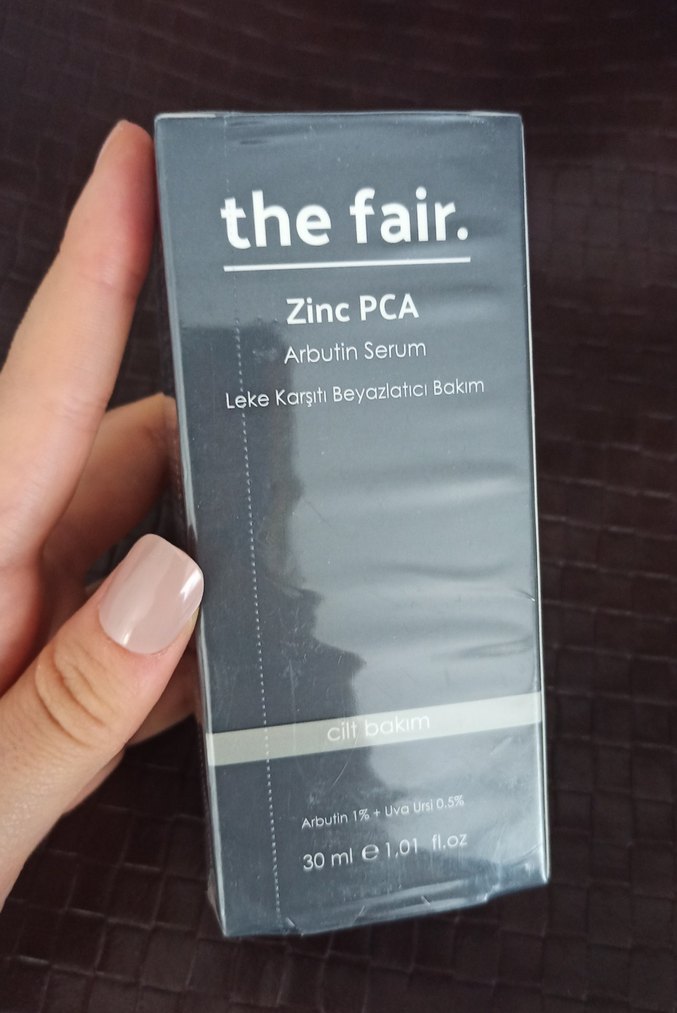 the fair.
Zinc PCA
Arbutin Serum
Leke Karşıtı Beyazlatıcı Bakım
cilt bakım
Arbutin 1% + Uva Ursi 0.5%
30 ml ℮ 1,01 fl.oz